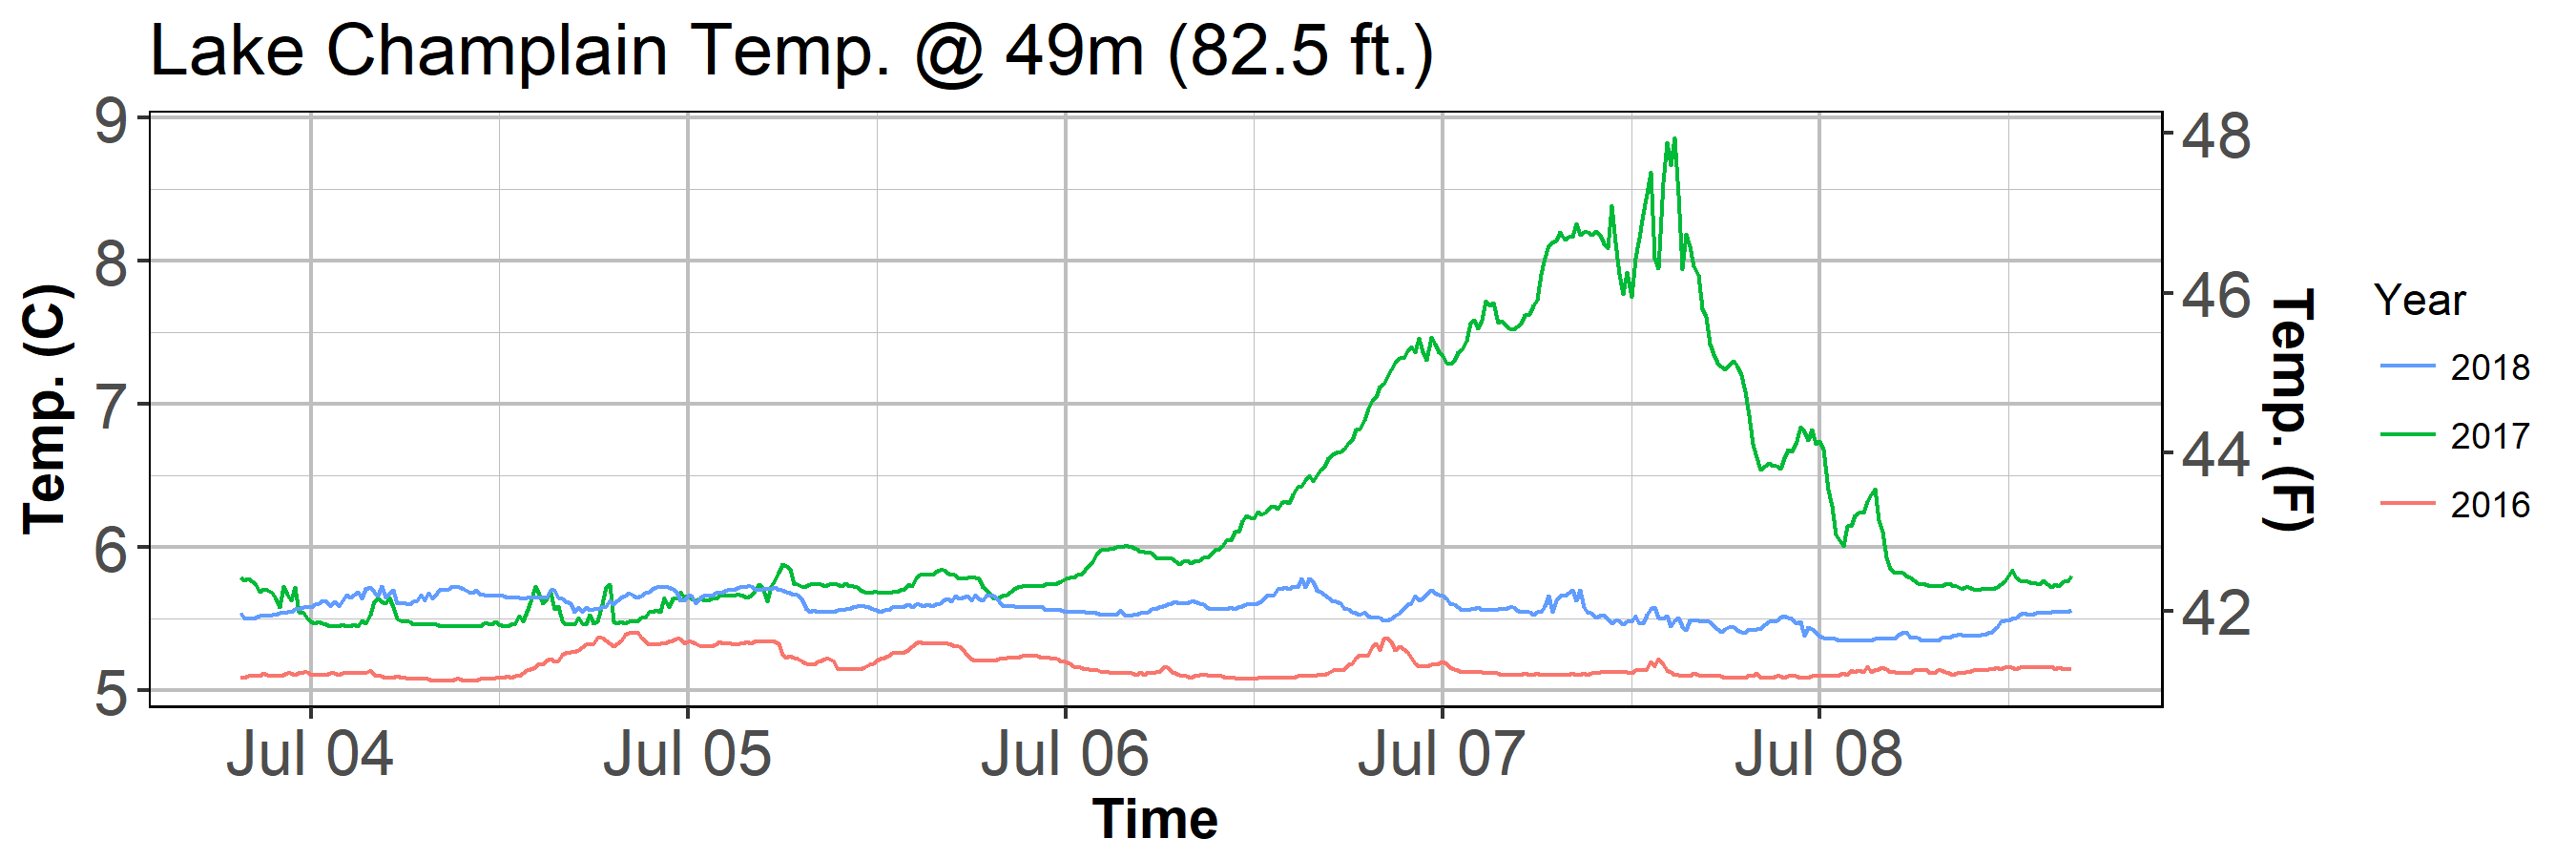 Lake Champlain Temp. @ 49m (82.5 ft.)
9
8
7
6
5
Temp. (C)
48
46
44
42
Temp. (F)
Jul 04
Jul 05
Jul 06
Jul 07
Jul 08
Time
Year
2018
2017
2016